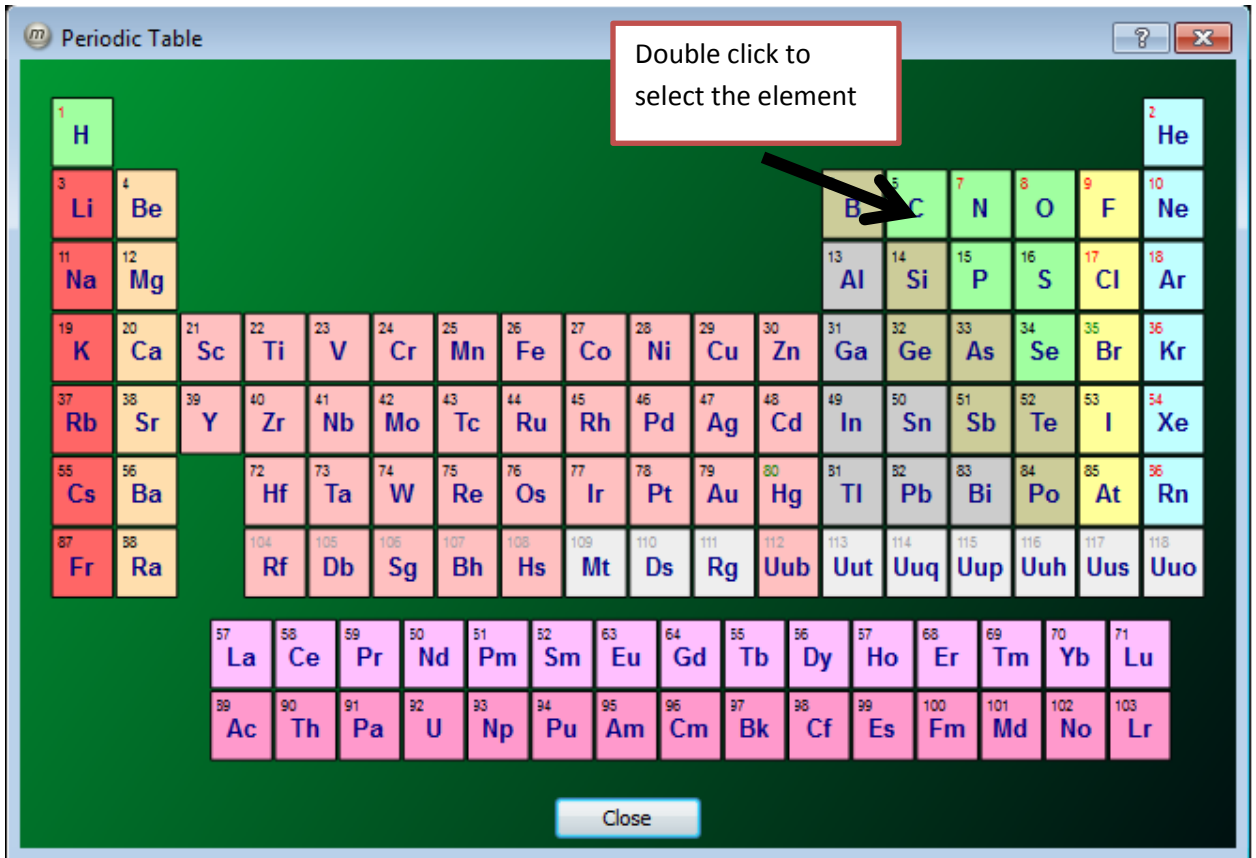 m Periodic Table ?
Double click to
select the element
1 2
H He
3 4 6 7 8 9 10
Li Be B C N O F Ne
11 12 13 14 15 16 17 18
Na Mg Al Si P S Cl Ar
19 20 21 22 23 24 25 26 27 28 29 30 31 32 33 34 35 36
K Ca Sc Ti V Cr Mn Fe Co Ni Cu Zn Ga Ge As Se Br Kr
37 38 39 40 41 42 43 44 45 46 47 48 49 50 51 52 53 54
Rb Sr Y Zr Nb Mo Tc Ru Rh Pd Ag Cd In Sn Sb Te I Xe
55 56 72 73 74 75 76 77 78 79 80 81 82 83 84 85 86
Cs Ba Hf Ta W Re Os Ir Pt Au Hg Tl Pb Bi Po At Rn
87 88 104 105 106 107 108 109 110 111 112 113 114 115 116 117 118
Fr Ra Rf Db Sg Bh Hs Mt Ds Rg Uub Uut Uuq Uup Uuh Uus Uuo
57 58 59 60 61 62 63 64 65 66 67 68 69 70 71
La Ce Pr Nd Pm Sm Eu Gd Tb Dy Ho Er Tm Yb Lu
89 90 91 92 93 94 95 96 97 98 99 100 101 102 103
Ac Th Pa U Np Pu Am Cm Bk Cf Es Fm Md No Lr
Close